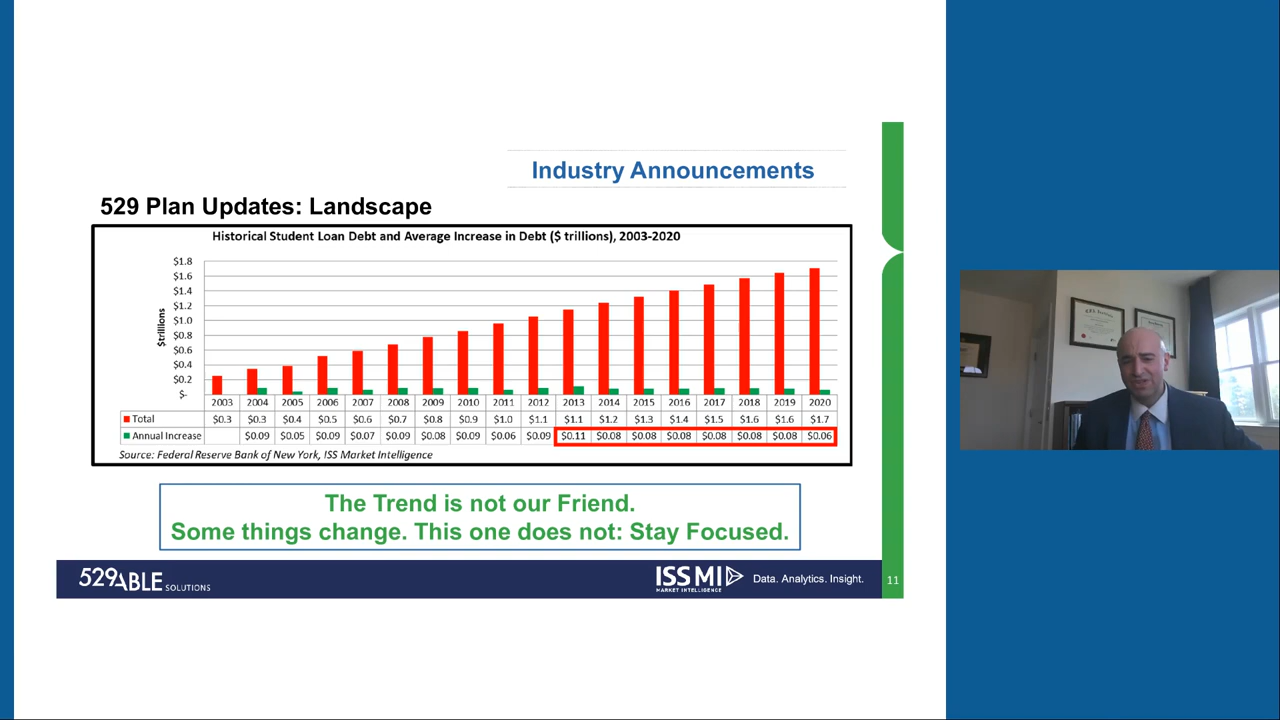 Industry Announcements
529 Plan Updates: Landscape
Historical Student Loan Debt and Average Increase in Debt ($ trillions), 2003-2020
$trillions
$1.8
$1.6
$1.4
$1.2
$1.0
$0.8
$0.6
$0.4
$0.2
$-
2003 2004 2005 2006 2007 2008 2009 2010 2011 2012 2013 2014 2015 2016 2017 2018 2019 2020
Total $0.3 $0.3 $0.4 $0.5 $0.6 $0.7 $0.8 $0.9 $1.0 $1.1 $1.1 $1.2 $1.3 $1.4 $1.5 $1.6 $1.6 $1.7
Annual Increase $0.09 $0.05 $0.09 $0.07 $0.09 $0.08 $0.09 $0.06 $0.09 $0.11 $0.08 $0.08 $0.08 $0.08 $0.08 $0.08 $0.06
Source: Federal Reserve Bank of New York, ISS Market Intelligence
The Trend is not our Friend.
Some things change. This one does not: Stay Focused.
529ABLE SOLUTIONS
ISS MI
MARKET INTELLIGENCE
Data. Analytics. Insight.
11